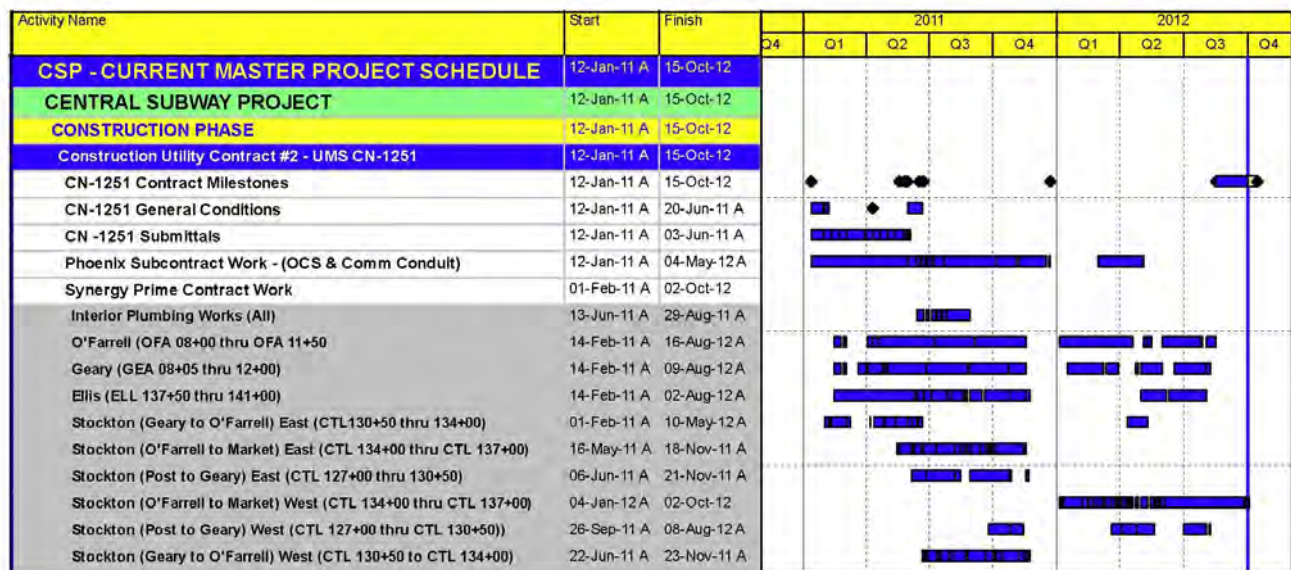 Activity Name Start Finish 2011 2012
Q4 Q1 Q2 Q3 Q4 Q1 Q2 Q3 Q4
CSP - CURRENT MASTER PROJECT SCHEDULE 12-Jan-11 A 15-Oct-12
CENTRAL SUBWAY PROJECT 12-Jan-11 A 15-Oct-12
CONSTRUCTION PHASE 12-Jan-11 A 15-Oct-12
Construction Utility Contract #2 - UMS CN-1251 12-Jan-11 A 15-Oct-12
CN-1251 Contract Milestones 12-Jan-11 A 15-Oct-12
CN-1251 General Conditions 12-Jan-11 A 20-Jun-11 A
CN -1251 Submittals 12-Jan-11 A 03-Jun-11 A
Phoenix Subcontract Work - (OCS & Comm Conduit) 12-Jan-11 A 04-May-12 A
Synergy Prime Contract Work 01-Feb-11 A 02-Oct-12
Interior Plumbing Works (All) 13-Jun-11 A 29-Aug-11 A
O'Farrell (OFA 08+00 thru OFA 11+50 14-Feb-11 A 16-Aug-12 A
Geary (GEA 08+05 thru 12+00) 14-Feb-11 A 09-Aug-12 A
Ellis (ELL 137+50 thru 141+00) 14-Feb-11 A 02-Aug-12 A
Stockton (Geary to O'Farrell) East (CTL130+50 thru 134+00) 01-Feb-11 A 10-May-12 A
Stockton (O'Farrell to Market) East (CTL 134+00 thru CTL 137+00) 16-May-11 A 18-Nov-11 A
Stockton (Post to Geary) East (CTL 127+00 thru 130+50) 06-Jun-11 A 21-Nov-11 A
Stockton (O'Farrell to Market) West (CTL 134+00 thru CTL 137+00) 04-Jan-12 A 02-Oct-12
Stockton (Post to Geary) West (CTL 127+00 thru CTL 130+50)) 26-Sep-11 A 08-Aug-12 A
Stockton (Geary to O'Farrell) West (CTL 130+50 to CTL 134+00) 22-Jun-11 A 23-Nov-11 A